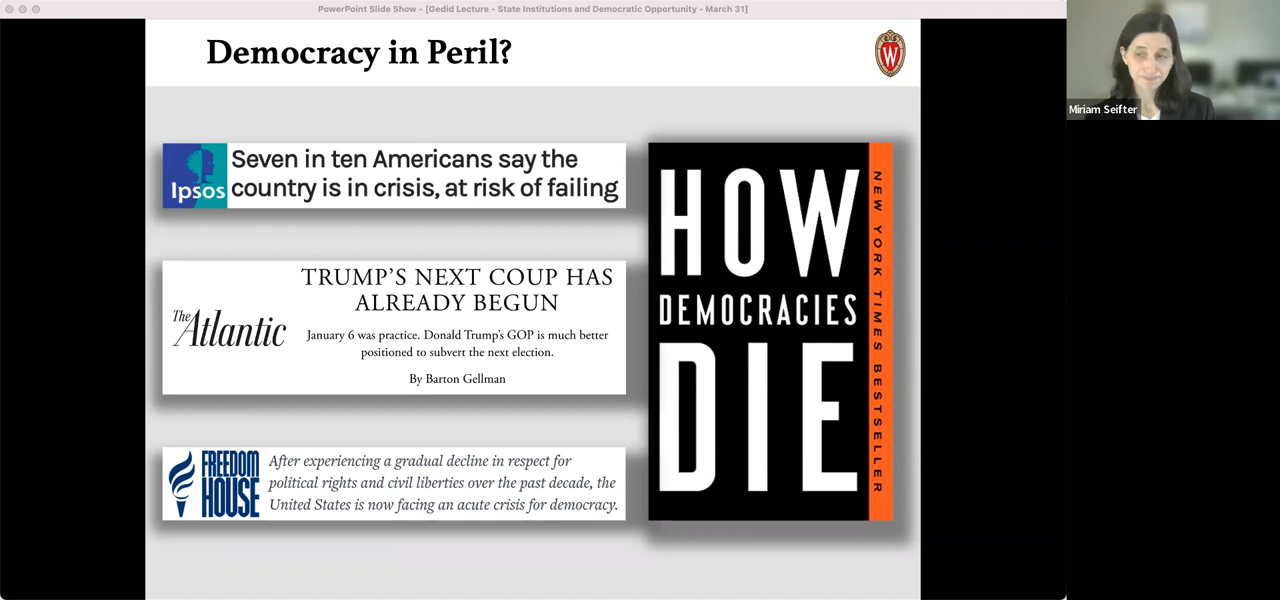 PowerPoint Slide Show - [Gedid Lecture - State Institutions and Democratic Opportunity - March 31]
Democracy in Peril?
W
Miriam Seifter
Ipsos
Seven in ten Americans say the
country is in crisis, at risk of failing
The Atlantic
TRUMP'S NEXT COUP HAS
ALREADY BEGUN
January 6 was practice. Donald Trump's GOP is much better
positioned to subvert the next election.
By Barton Gellman
FREEDOM
HOUSE
After experiencing a gradual decline in respect for
political rights and civil liberties over the past decade, the
United States is now facing an acute crisis for democracy.
HOW
DEMOCRACIES
DIE
NEW YORK TIMES BESTSELLER